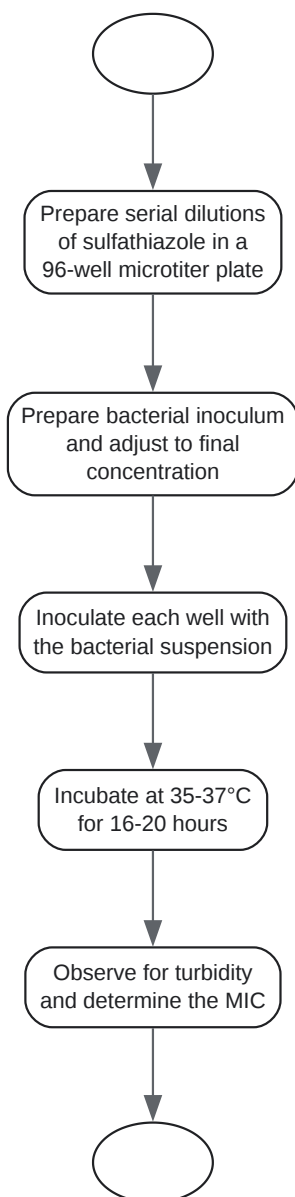 Prepare serial dilutions
of sulfathiazole in a
96-well microtiter plate
Prepare bacterial inoculum
and adjust to final
concentration
Inoculate each well with
the bacterial suspension
Incubate at 35-37°C
for 16-20 hours
Observe for turbidity
and determine the MIC